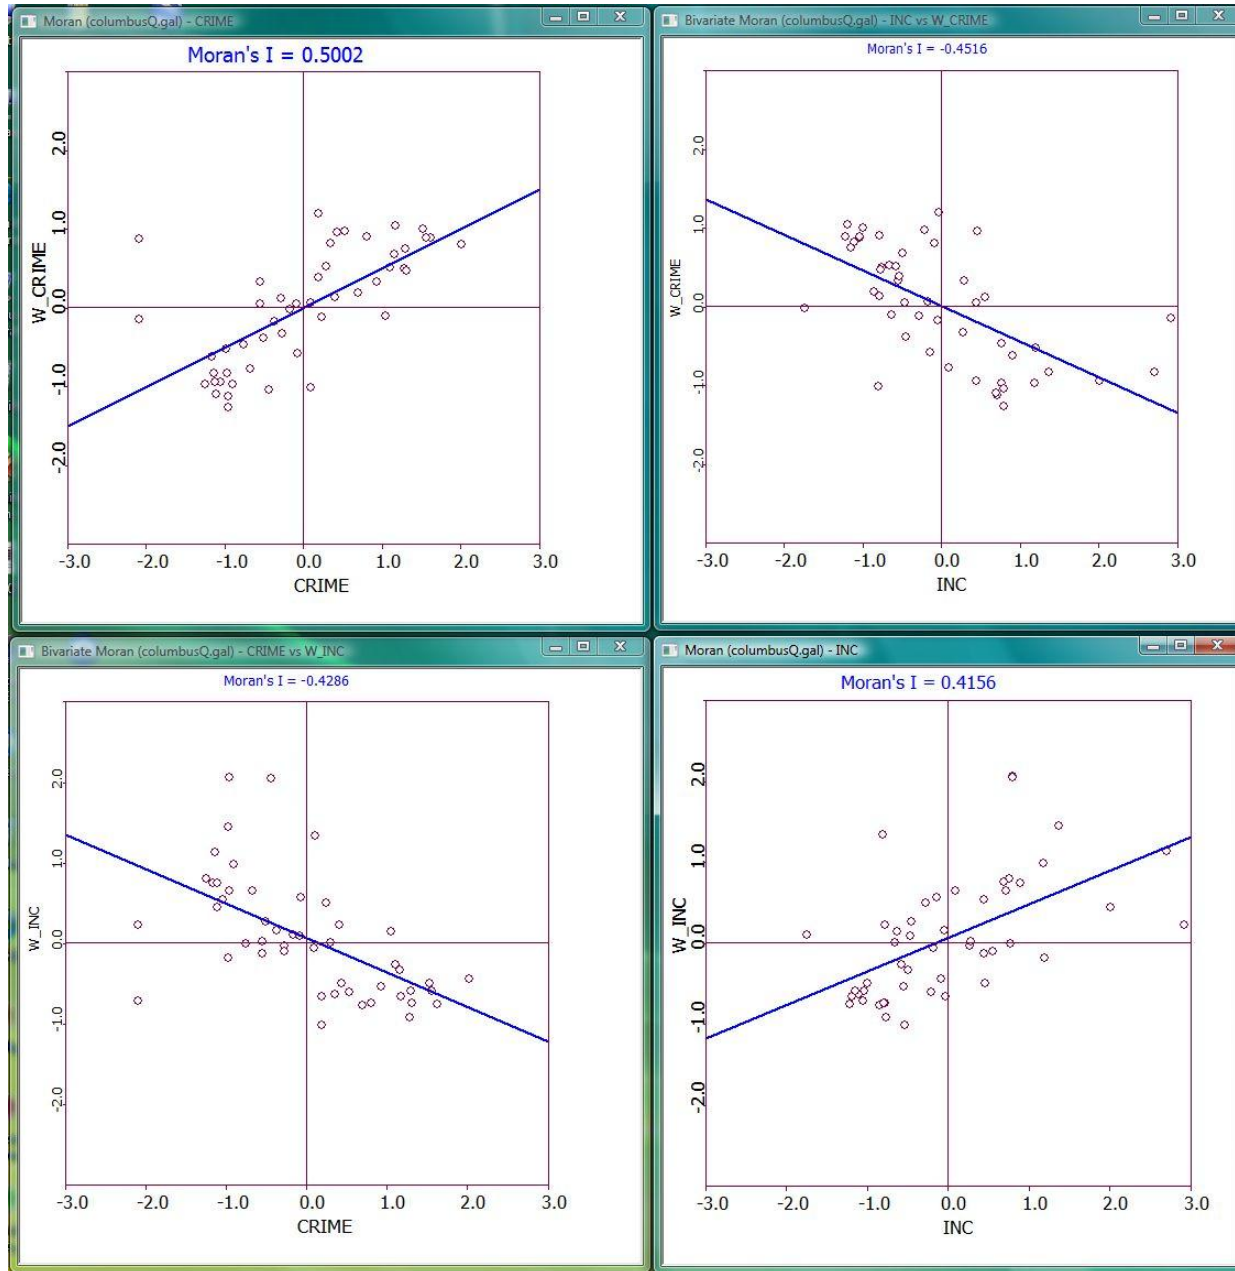 Moran (columbusQ.gal) - CRIME
Moran's I = 0.5002
2.0
1.0
0.0
-1.0
-2.0
W_CRIME
-3.0 -2.0 -1.0 0.0 1.0 2.0 3.0
CRIME
Bivariate Moran (columbusQ.gal) - INC vs W_CRIME
Moran's I = -0.4516
2.0
1.0
0.0
-1.0
-2.0
W_CRIME
-3.0 -2.0 -1.0 0.0 1.0 2.0 3.0
INC
Bivariate Moran (columbusQ.gal) - CRIME vs W_INC
Moran's I = -0.4286
2.0
1.0
0.0
-1.0
-2.0
W_INC
-3.0 -2.0 -1.0 0.0 1.0 2.0 3.0
CRIME
Moran (columbusQ.gal) - INC
Moran's I = 0.4156
2.0
1.0
0.0
-1.0
-2.0
W_INC
-3.0 -2.0 -1.0 0.0 1.0 2.0 3.0
INC